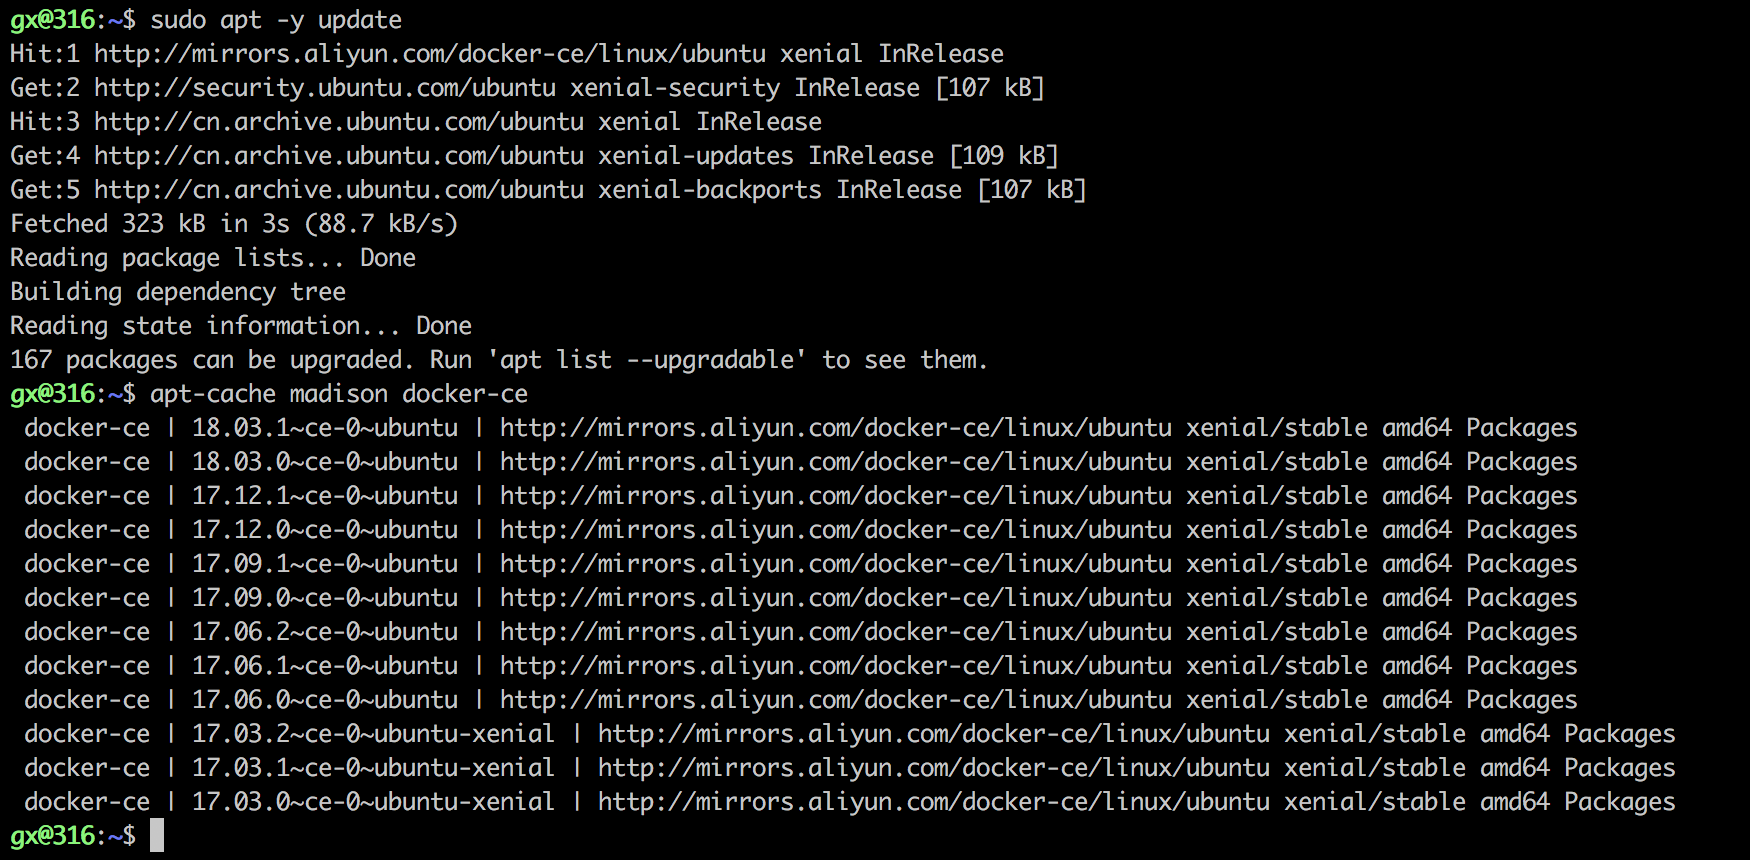 gx@316:~$ sudo apt -y update
Hit:1 http://mirrors.aliyun.com/docker-ce/linux/ubuntu xenial InRelease
Get:2 http://security.ubuntu.com/ubuntu xenial-security InRelease [107 kB]
Hit:3 http://cn.archive.ubuntu.com/ubuntu xenial InRelease
Get:4 http://cn.archive.ubuntu.com/ubuntu xenial-updates InRelease [109 kB]
Get:5 http://cn.archive.ubuntu.com/ubuntu xenial-backports InRelease [107 kB]
Fetched 323 kB in 3s (88.7 kB/s)
Reading package lists... Done
Building dependency tree
Reading state information... Done
167 packages can be upgraded. Run 'apt list --upgradable' to see them.
gx@316:~$ apt-cache madison docker-ce
 docker-ce | 18.03.1~ce-0~ubuntu | http://mirrors.aliyun.com/docker-ce/linux/ubuntu xenial/stable amd64 Packages
 docker-ce | 18.03.0~ce-0~ubuntu | http://mirrors.aliyun.com/docker-ce/linux/ubuntu xenial/stable amd64 Packages
 docker-ce | 17.12.1~ce-0~ubuntu | http://mirrors.aliyun.com/docker-ce/linux/ubuntu xenial/stable amd64 Packages
 docker-ce | 17.12.0~ce-0~ubuntu | http://mirrors.aliyun.com/docker-ce/linux/ubuntu xenial/stable amd64 Packages
 docker-ce | 17.09.1~ce-0~ubuntu | http://mirrors.aliyun.com/docker-ce/linux/ubuntu xenial/stable amd64 Packages
 docker-ce | 17.09.0~ce-0~ubuntu | http://mirrors.aliyun.com/docker-ce/linux/ubuntu xenial/stable amd64 Packages
 docker-ce | 17.06.2~ce-0~ubuntu | http://mirrors.aliyun.com/docker-ce/linux/ubuntu xenial/stable amd64 Packages
 docker-ce | 17.06.1~ce-0~ubuntu | http://mirrors.aliyun.com/docker-ce/linux/ubuntu xenial/stable amd64 Packages
 docker-ce | 17.06.0~ce-0~ubuntu | http://mirrors.aliyun.com/docker-ce/linux/ubuntu xenial/stable amd64 Packages
 docker-ce | 17.03.2~ce-0~ubuntu-xenial | http://mirrors.aliyun.com/docker-ce/linux/ubuntu xenial/stable amd64 Packages
 docker-ce | 17.03.1~ce-0~ubuntu-xenial | http://mirrors.aliyun.com/docker-ce/linux/ubuntu xenial/stable amd64 Packages
 docker-ce | 17.03.0~ce-0~ubuntu-xenial | http://mirrors.aliyun.com/docker-ce/linux/ubuntu xenial/stable amd64 Packages
gx@316:~$